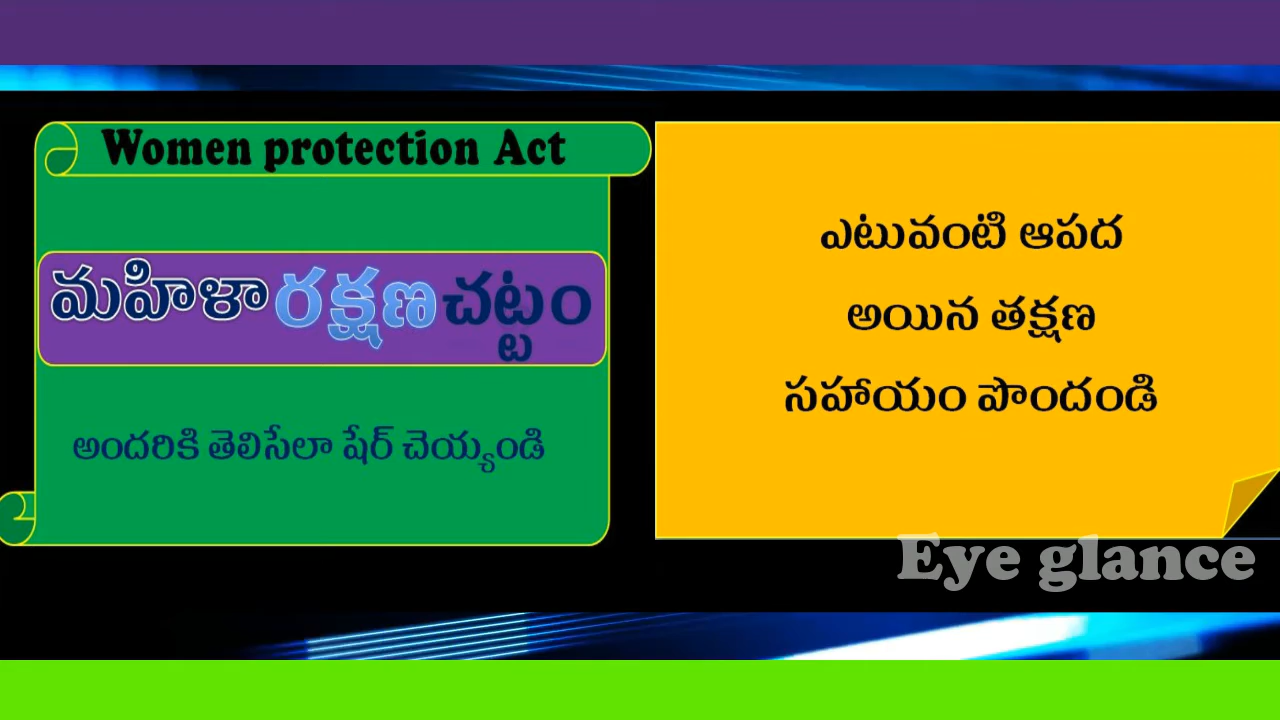 Women protection Act
మహిళా రక్షణ చట్టం
అందరికి తెలిసేలా షేర్ చెయ్యండి
ఎటువంటి ఆపద
అయిన తక్షణ
సహాయం పొందండి
Eye glance